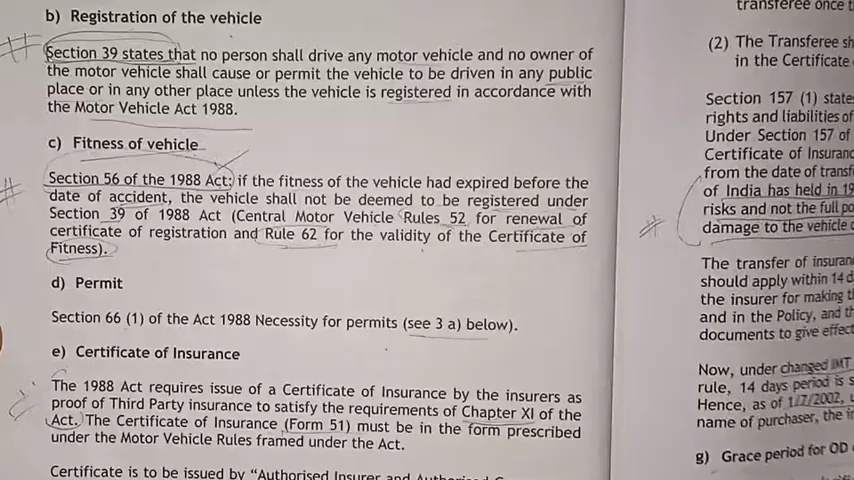 b) Registration of the vehicle
Section 39 states that no person shall drive any motor vehicle and no owner of
the motor vehicle shall cause or permit the vehicle to be driven in any public
place or in any other place unless the vehicle is registered in accordance with
the Motor Vehicle Act 1988.
c) Fitness of vehicle
Section 56 of the 1988 Act: if the fitness of the vehicle had expired before the
date of accident, the vehicle shall not be deemed to be registered under
Section 39 of 1988 Act (Central Motor Vehicle Rules 52 for renewal of
certificate of registration and Rule 62 for the validity of the Certificate of
Fitness).
d) Permit
Section 66 (1) of the Act 1988 Necessity for permits (see 3 a) below).
e) Certificate of Insurance
The 1988 Act requires issue of a Certificate of Insurance by the insurers as
proof of Third Party insurance to satisfy the requirements of Chapter XI of the
Act. The Certificate of Insurance (Form 51) must be in the form prescribed
under the Motor Vehicle Rules framed under the Act.
Certificate is to be issued by “Authorised Insurer and
transferee once
(2) The Transferee
in the Certificate
Section 157 (1)
rights and liabilities of
Under Section 157 of
Certificate of
from the date of
of India has held in
risks and not the full
damage to the vehicle
The transfer of
should apply within 14
the insurer for making
and in the Policy, and
documents to give
Now, under changed IMT
rule, 14 days period is
Hence, as of 1/7/2002,
name of purchaser, the
g) Grace period for OD